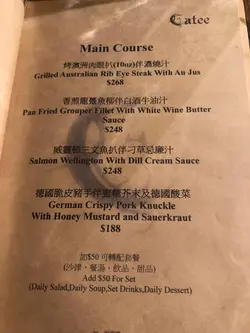 Catee
Main Course
烤澳洲肉眼扒(10oz)伴濃燒汁
Grilled Australian Rib Eye Steak With Au Jus
$268
香煎龍躉魚柳伴白酒牛油汁
Pan Fried Grouper Fillet With White Wine Butter
Sauce
$248
威靈頓三文魚扒伴刁草忌廉汁
Salmon Wellington With Dill Cream Sauce
$248
德國脆皮豬手伴蜜糖芥末及德國酸菜
German Crispy Pork Knuckle
With Honey Mustard and Sauerkraut
$188
加$50 可轉配套餐
(沙津、餐湯、飲品、甜品)
Add $50 For Set
(Daily Salad,Daily Soup,Set Drinks,Daily Dessert)